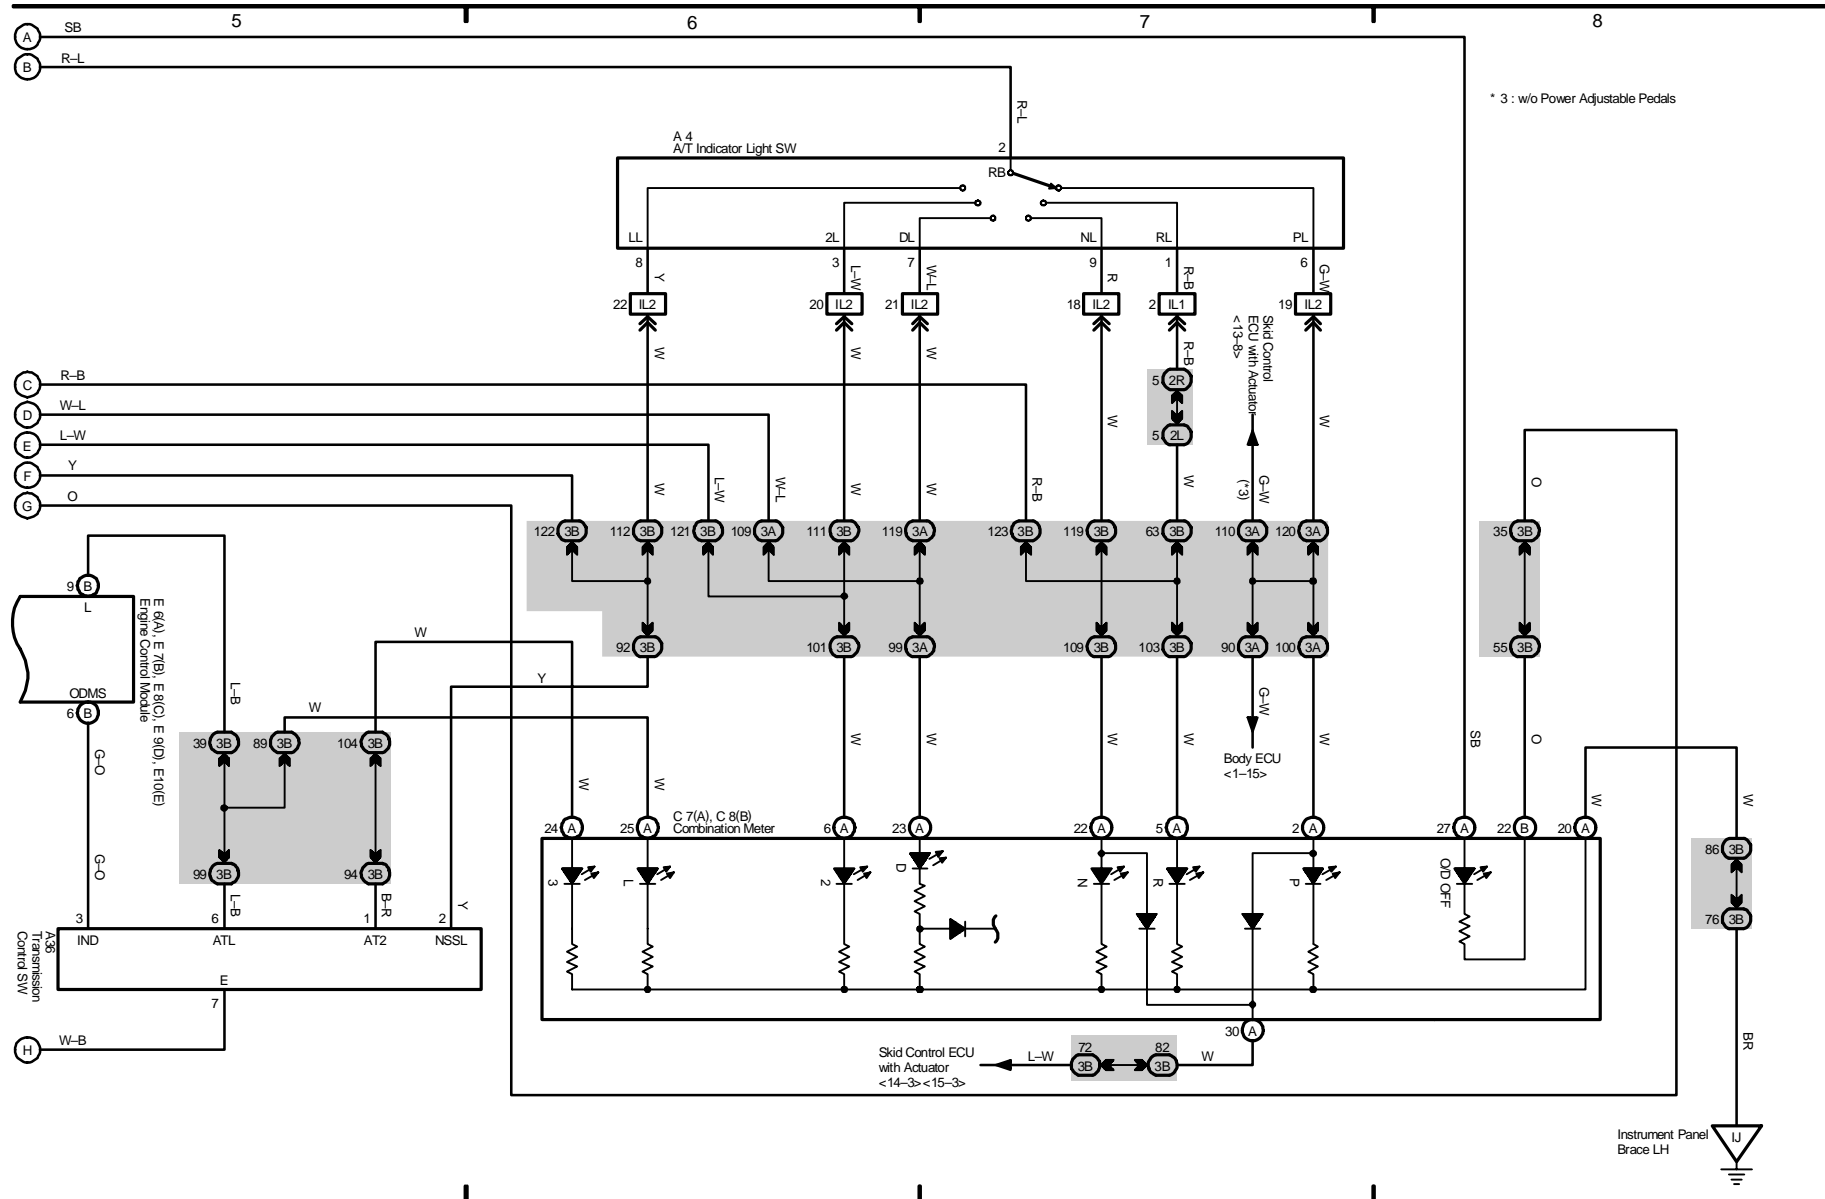 5 6 7 8
A SB
B R–L
* 3 : w/o Power Adjustable Pedals
R–L
A 4
A/T Indicator Light SW
2
RB
LL 2L DL NL RL PL
8 3 7 9 1 6
Y L–W W–L R R–B G–W
22 IL2 20 IL2 21 IL2 18 IL2 2 IL1 19 IL2
Skid Control
ECU with Actuator
<13–8>
W W W R–B
C R–B
5 2R
D W–L
W W
E L–W
5 2L
F Y
G O
W L–W W–L W W R–B W G–W O
(*3)
122 3B 112 3B 121 3B 109 3A 111 3B 119 3A 123 3B 119 3B 63 3B 110 3A 120 3A 35 3B
9 B
L
E 6(A), E 7(B), E 8(C), E 9(D), E10(E)
Engine Control Module
W
92 3B 101 3B 99 3A 109 3B 103 3B 90 3A 100 3A 55 3B
Y
L–B
ODMS
6 B
W
G–W
39 3B 89 3B 104 3B
W W W W W SB O
G–O
Body ECU
<1–15>
W W W W
C 7(A), C 8(B)
Combination Meter
24 A 25 A 6 A 23 A 22 A 5 A 2 A 27 A 22 B 20 A
86 3B
G–O
99 3B 94 3B
3 L 2 D N R P O/D OFF
L–B B–R Y
76 3B
3 6 1 2
IND ATL AT2 NSSL
A36
Transmission
Control SW
E
7
30 A
H W–B
Skid Control ECU
with Actuator
<14–3><15–3>
L–W
72
3B
82
3B
W
BR
Instrument Panel
Brace LH
IJ